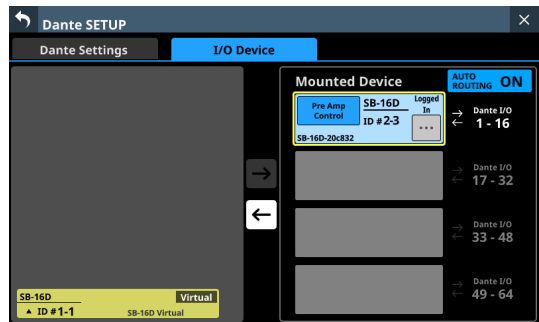 Dante SETUP
Dante Settings
I/O Device
Mounted Device
AUTO ROUTING ON
Pre Amp Control
SB-16D
ID #2-3
Logged In
...
SB-16D-20c832
Dante I/O
1 - 16
Dante I/O
17 - 32
Dante I/O
33 - 48
Dante I/O
49 - 64
SB-16D
Virtual
ID #1-1
SB-16D Virtual